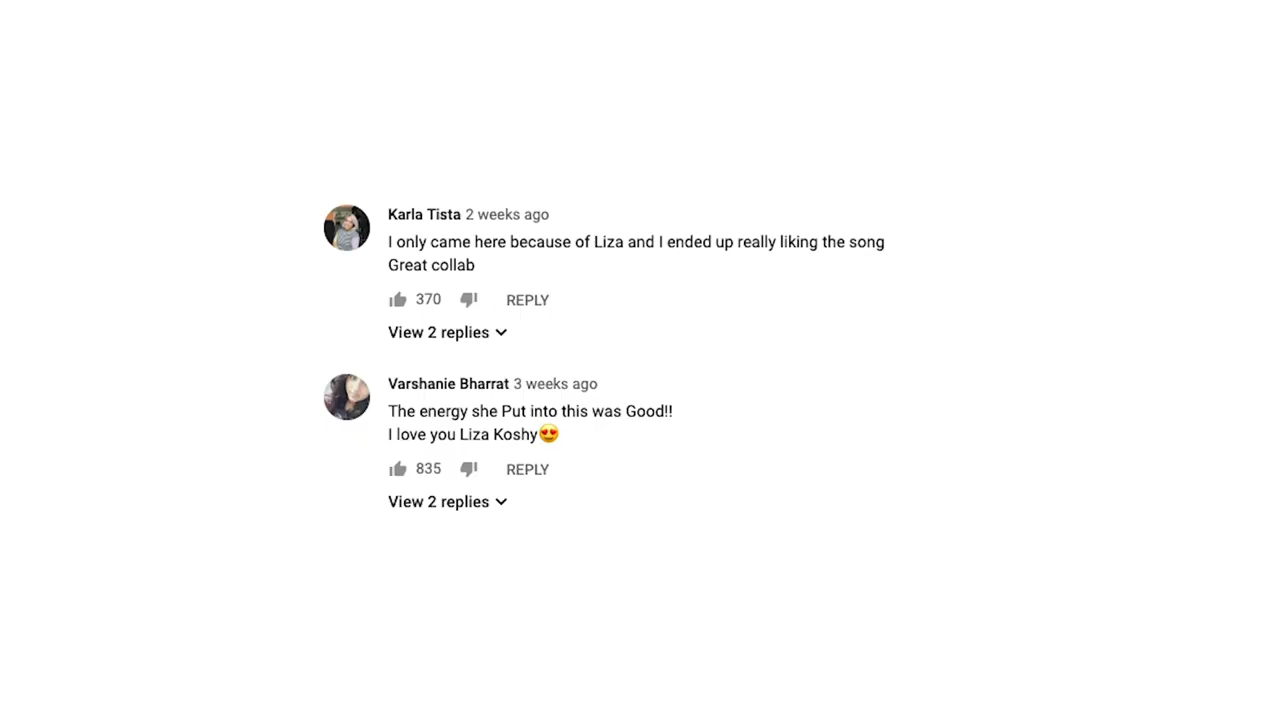 Karla Tista 2 weeks ago
I only came here because of Liza and I ended up really liking the song
Great collab
370 REPLY
View 2 replies
Varshanie Bharrat 3 weeks ago
The energy she Put into this was Good!!
I love you Liza Koshy😍
835 REPLY
View 2 replies